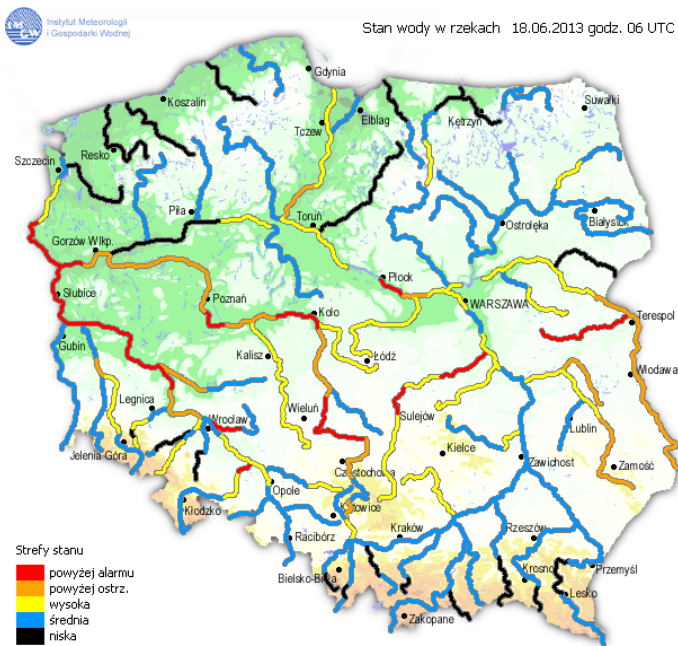 Instytut Meteorologii
i Gospodarki Wodnej
Stan wody w rzekach 18.06.2013 godz. 06 UTC
IMGW
Gdynia
Koszalin
Suwałki
Elbląg
Kętrzyn
Tczew
Resko
Szczecin
Piła
Białystok
Toruń
Ostrołęka
Gorzów Wlkp.
Płock
Słubice
Poznań
WARSZAWA
Koło
Terespol
Gubin
Kalisz
Łódź
Włodawa
Legnica
Wieluń
Sulejów
Wrocław
Lublin
Jelenia Góra
Kielce
Częstochowa
Zawichost
Zamość
Opole
Kłodzko
Katowice
Kraków
Rzeszów
Racibórz
Strefy stanu
Bielsko-Biała
Krosno
Przemyśl
Lesko
Zakopane
powyżej alarmu
powyżej ostrz.
wysoka
średnia
niska